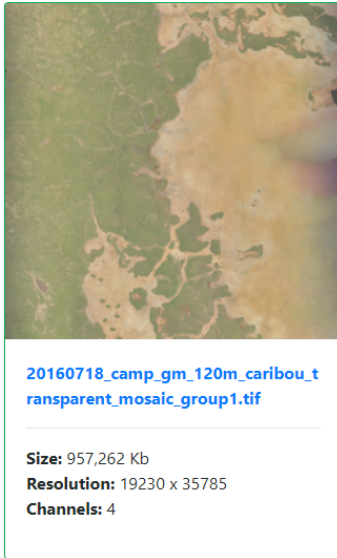 20160718_camp_gm_120m_caribou_t
ransparent_mosaic_group1.tif
Size: 957,262 Kb
Resolution: 19230 x 35785
Channels: 4